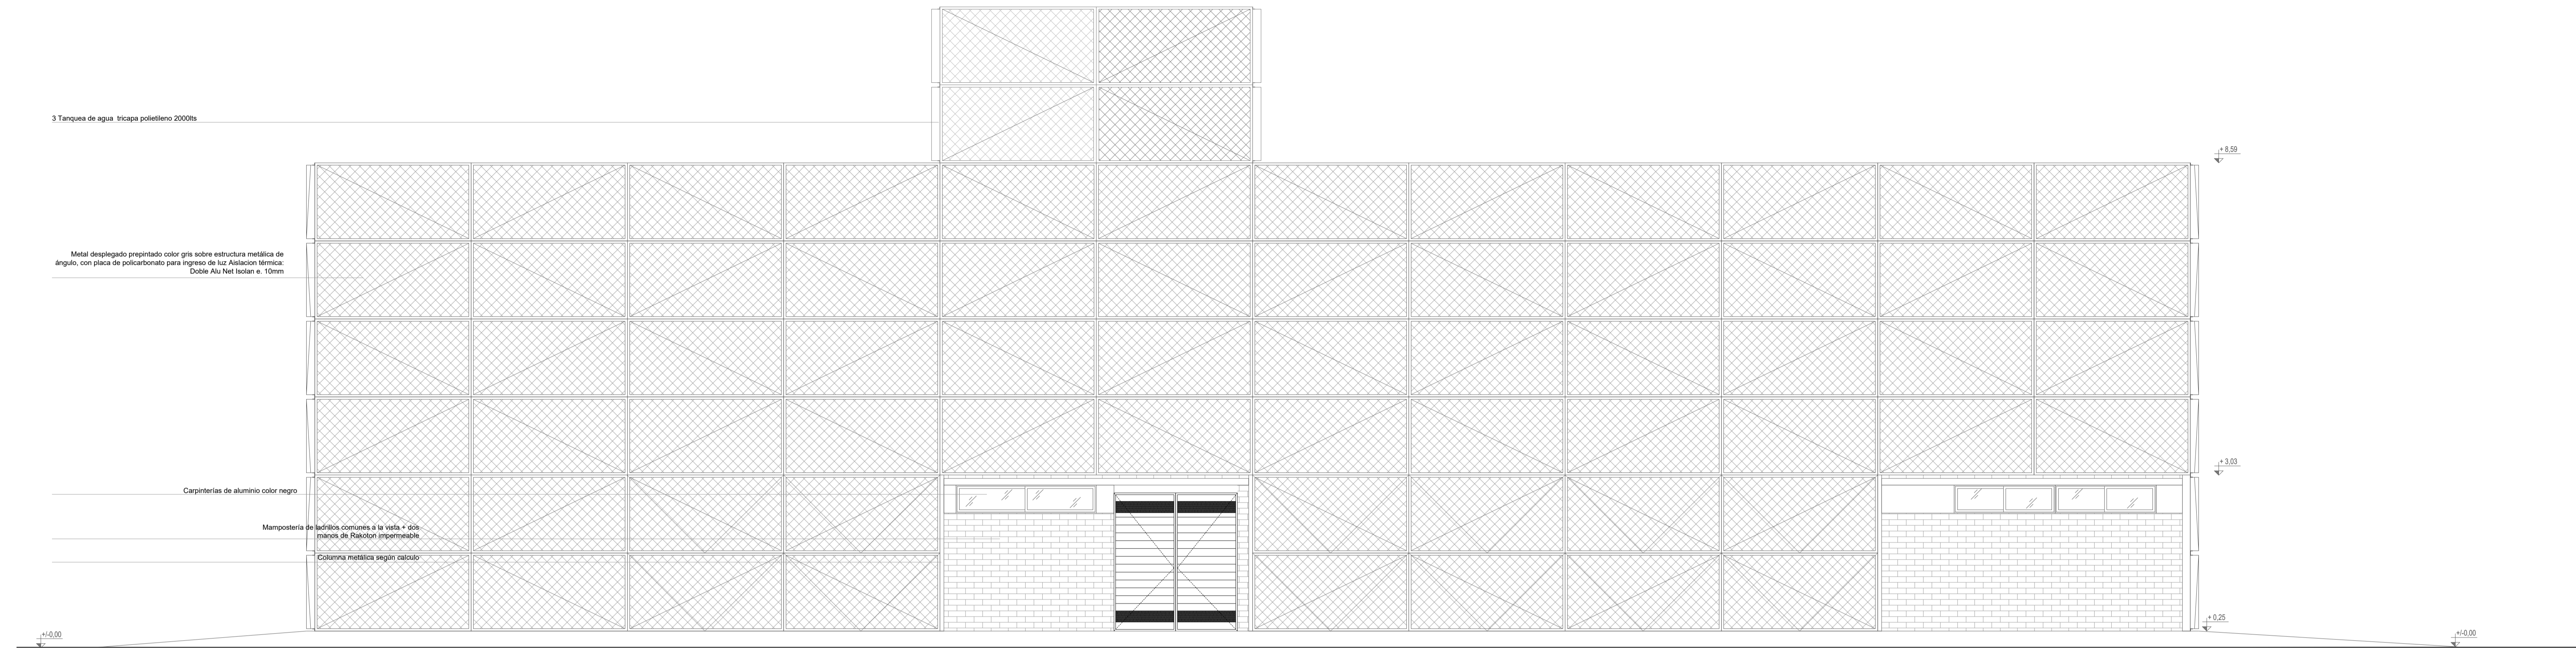 3 Tanquea de agua  tricapa polietileno 2000lts
+ 8,59
Metal desplegado prepintado color gris sobre estructura metálica de
ángulo, con placa de policarbonato para ingreso de luz Aislacion térmica:
Doble Alu Net Isolan e. 10mm
+ 3,03
Carpinterías de aluminio color negro
Mampostería de ladrillos comunes a la vista + dos
manos de Rakoton impermeable
Columna metálica según calculo
+ 0,25
+/-0,00
+/-0,00